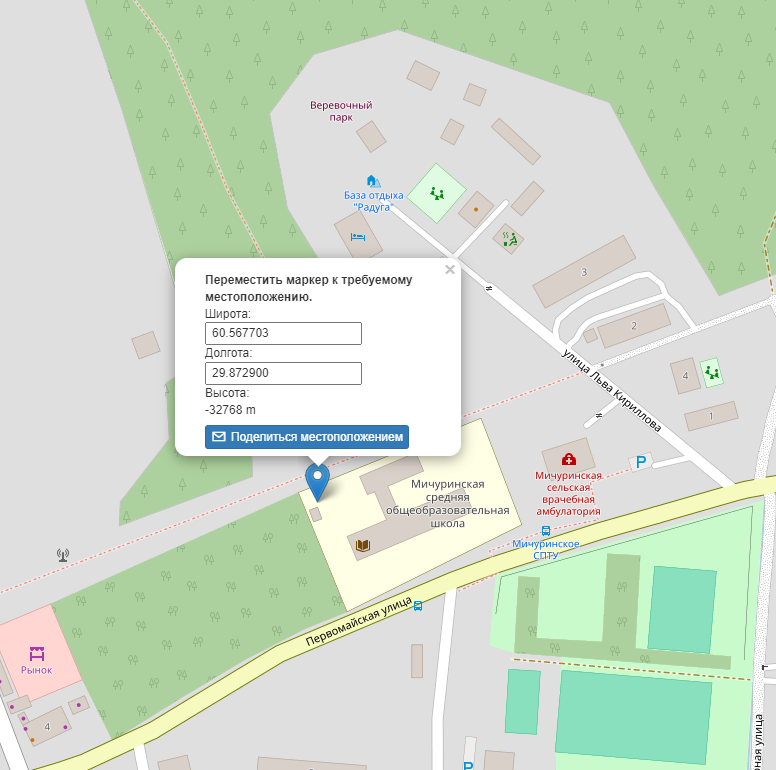 Веревочный
парк
База отдыха
"Радуга"
Переместить маркер к требуемому
местоположению.
×
Широта:
60.567703
Долгота:
29.872900
Высота:
-32768 m
Поделиться местоположением
3
2
4
1
улица Льва Кириллова
Мичуринская
средняя
общеобразовательная
школа
Мичуринская
сельская
врачебная
амбулатория
P
Мичуринское
СПТУ
Первомайская улица
Рынок
4
P